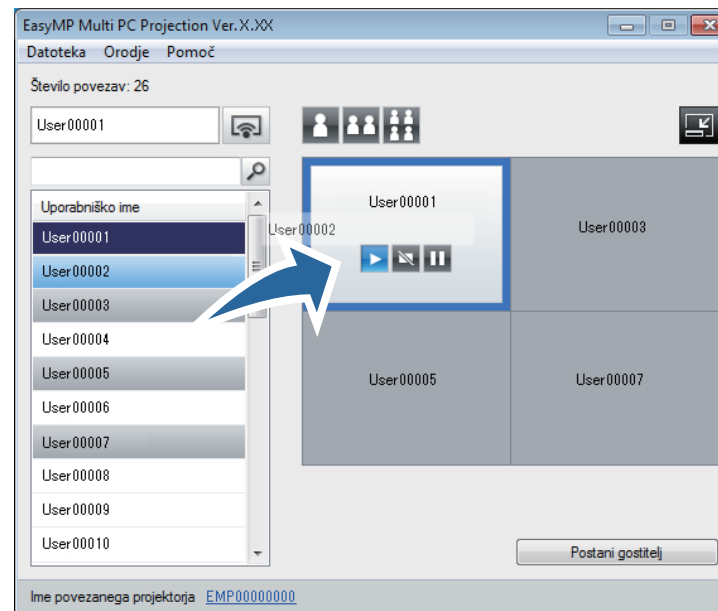 EasyMP Multi PC Projection Ver.X.XX
Datoteka Orodje Pomoč
Število povezav: 26
User00001
Uporabniško ime
User00001
User00002
User00003
User00004
User00005
User00006
User00007
User00008
User00009
User00010
User00002
User00001
User00003
User00005
User00007
Postani gostitelj
Ime povezanega projektorja EMP00000000